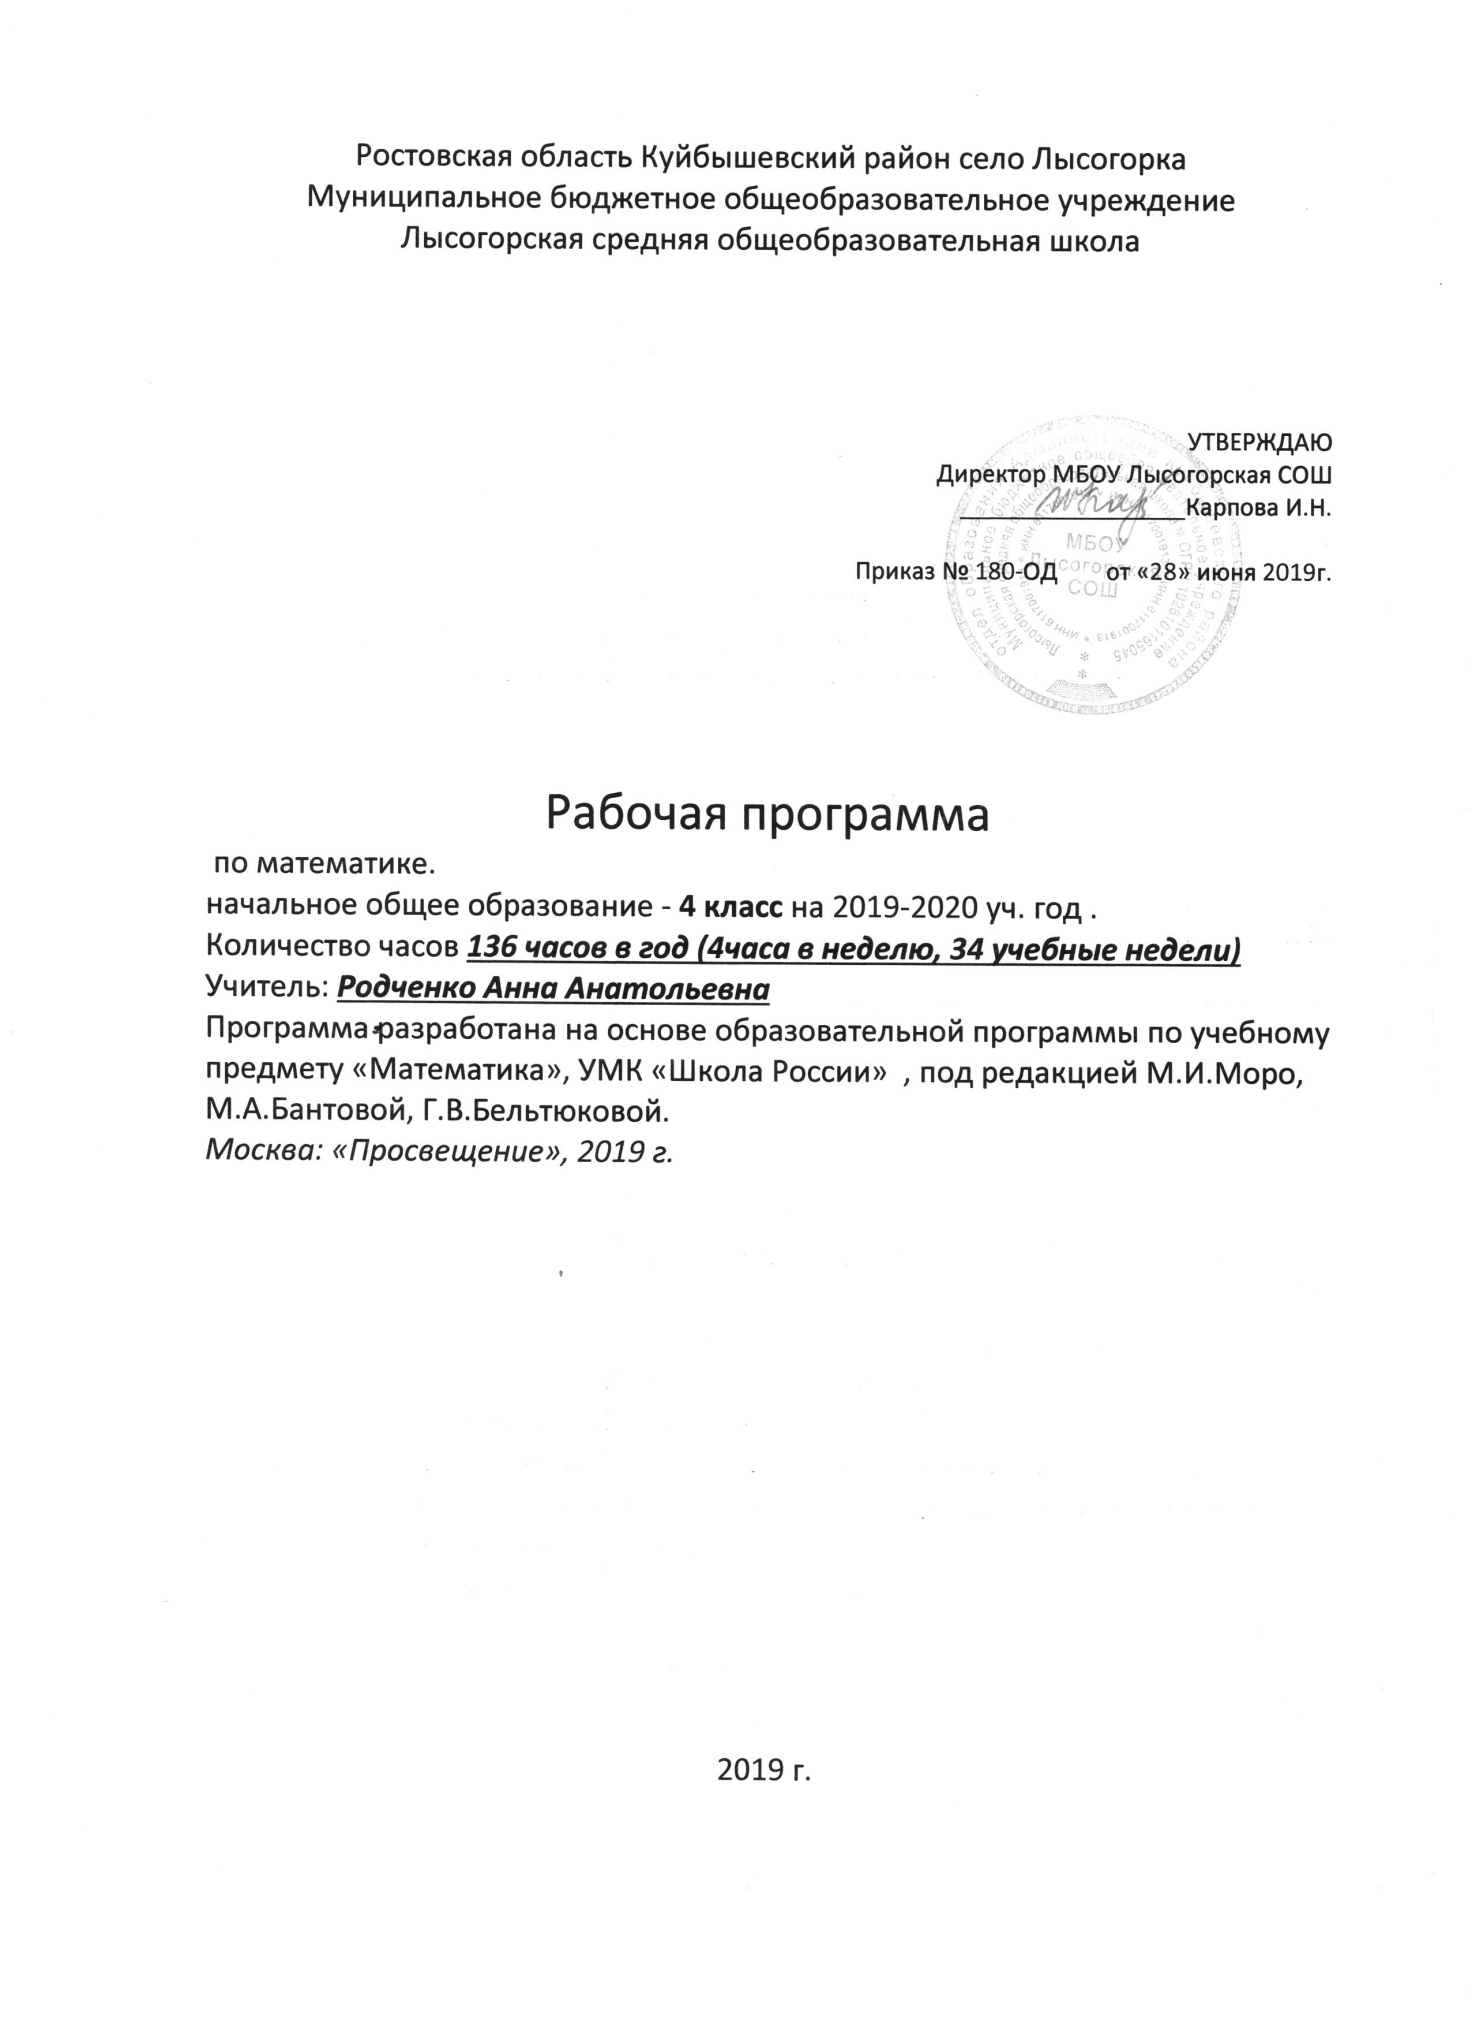 Ростовская область Куйбышевский район село Лысогорка
Муниципальное бюджетное общеобразовательное учреждение
Лысогорская средняя общеобразовательная школа
УТВЕРЖДАЮ
Директор МБОУ Лысогорская СОШ
Карпова И.Н.
Приказ № 180-ОД от «28» июня 2019г.
МБОУ
Лысогорская
СОШ
Рабочая программа
по математике.
начальное общее образование - 4 класс на 2019-2020 уч. год .
Количество часов 136 часов в год (4часа в неделю, 34 учебные недели)
Учитель: Родченко Анна Анатольевна
Программа разработана на основе образовательной программы по учебному
предмету «Математика», УМК «Школа России» , под редакцией М.И.Моро,
М.А.Бантовой, Г.В.Бельтюковой.
Москва: «Просвещение», 2019 г.
2019 г.